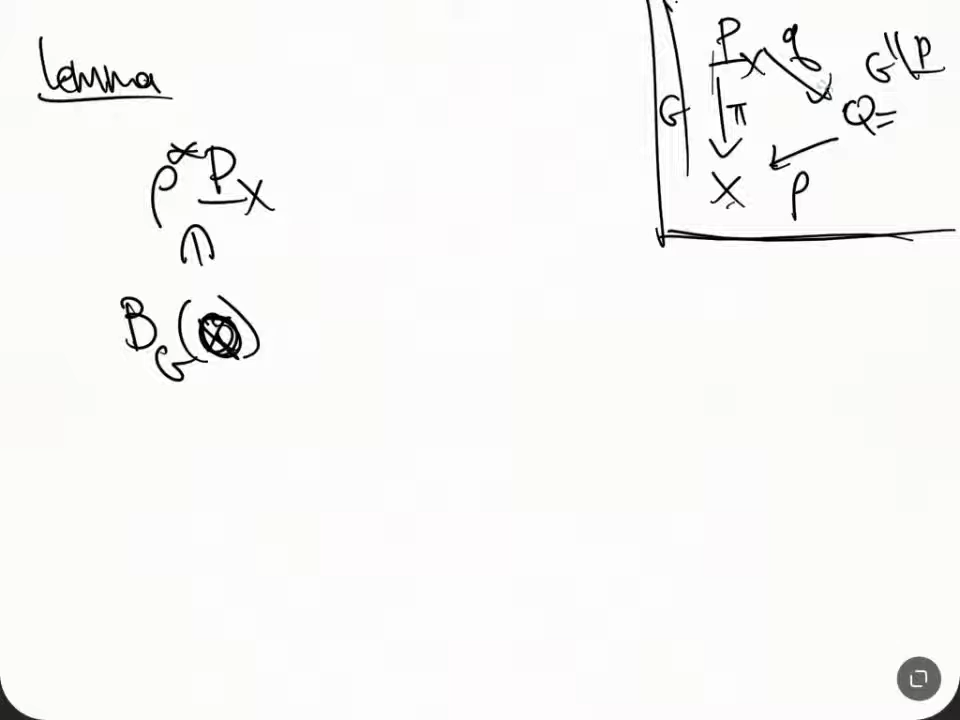 Lemma
ρ* P_X
∩
B_G(Q)
P_X q G\\P
G π Q =
X ρ